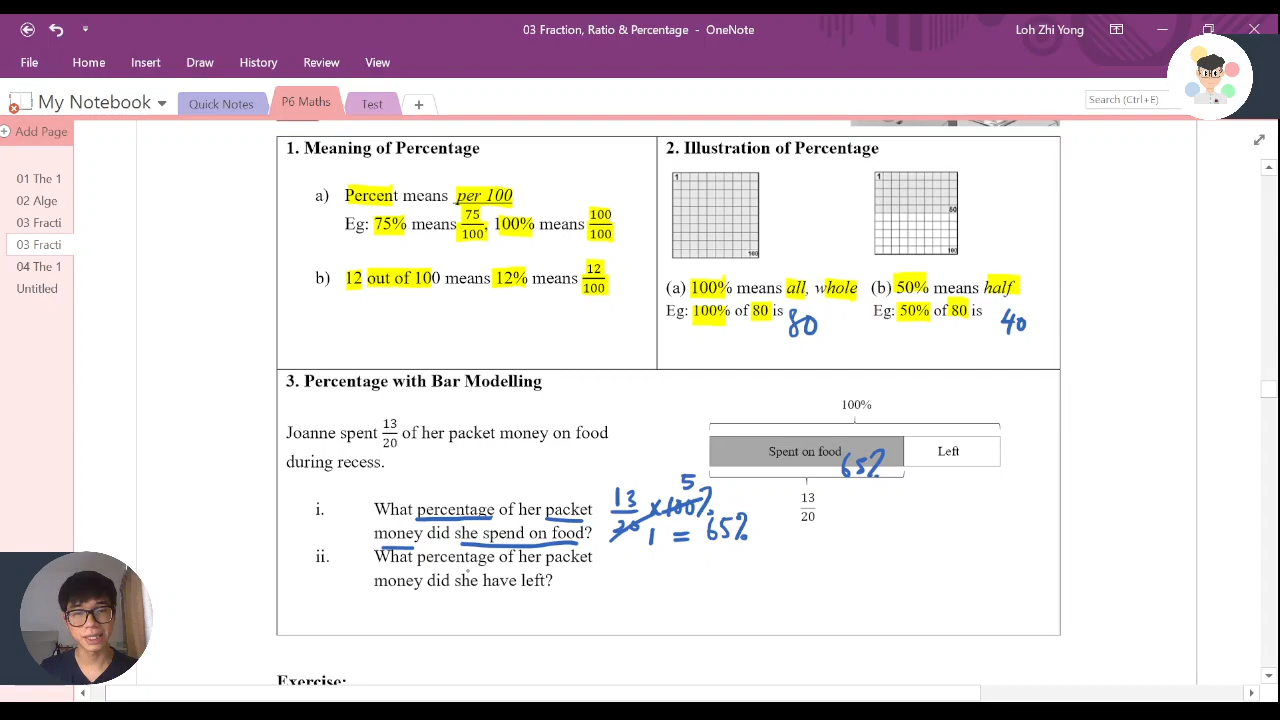 03 Fraction, Ratio & Percentage - OneNote
Loh Zhi Yong
File Home Insert Draw History Review View
My Notebook
Quick Notes
P6 Maths
Test
Search (Ctrl+E)
Add Page
01 The 1
02 Alge
03 Fracti
03 Fracti
04 The 1
Untitled
1. Meaning of Percentage
a) Percent means per 100
Eg: 75% means 75/100, 100% means 100/100
b) 12 out of 100 means 12% means 12/100
2. Illustration of Percentage
1
100
1
50
100
(a) 100% means all, whole
Eg: 100% of 80 is 80
(b) 50% means half
Eg: 50% of 80 is 40
3. Percentage with Bar Modelling
Joanne spent 13/20 of her packet money on food
during recess.
i. What percentage of her packet
money did she spend on food?
ii. What percentage of her packet
money did she have left?
13/20 × 100%
5
1
= 65%
100%
Spent on food 65%
Left
13/20
Exercise: